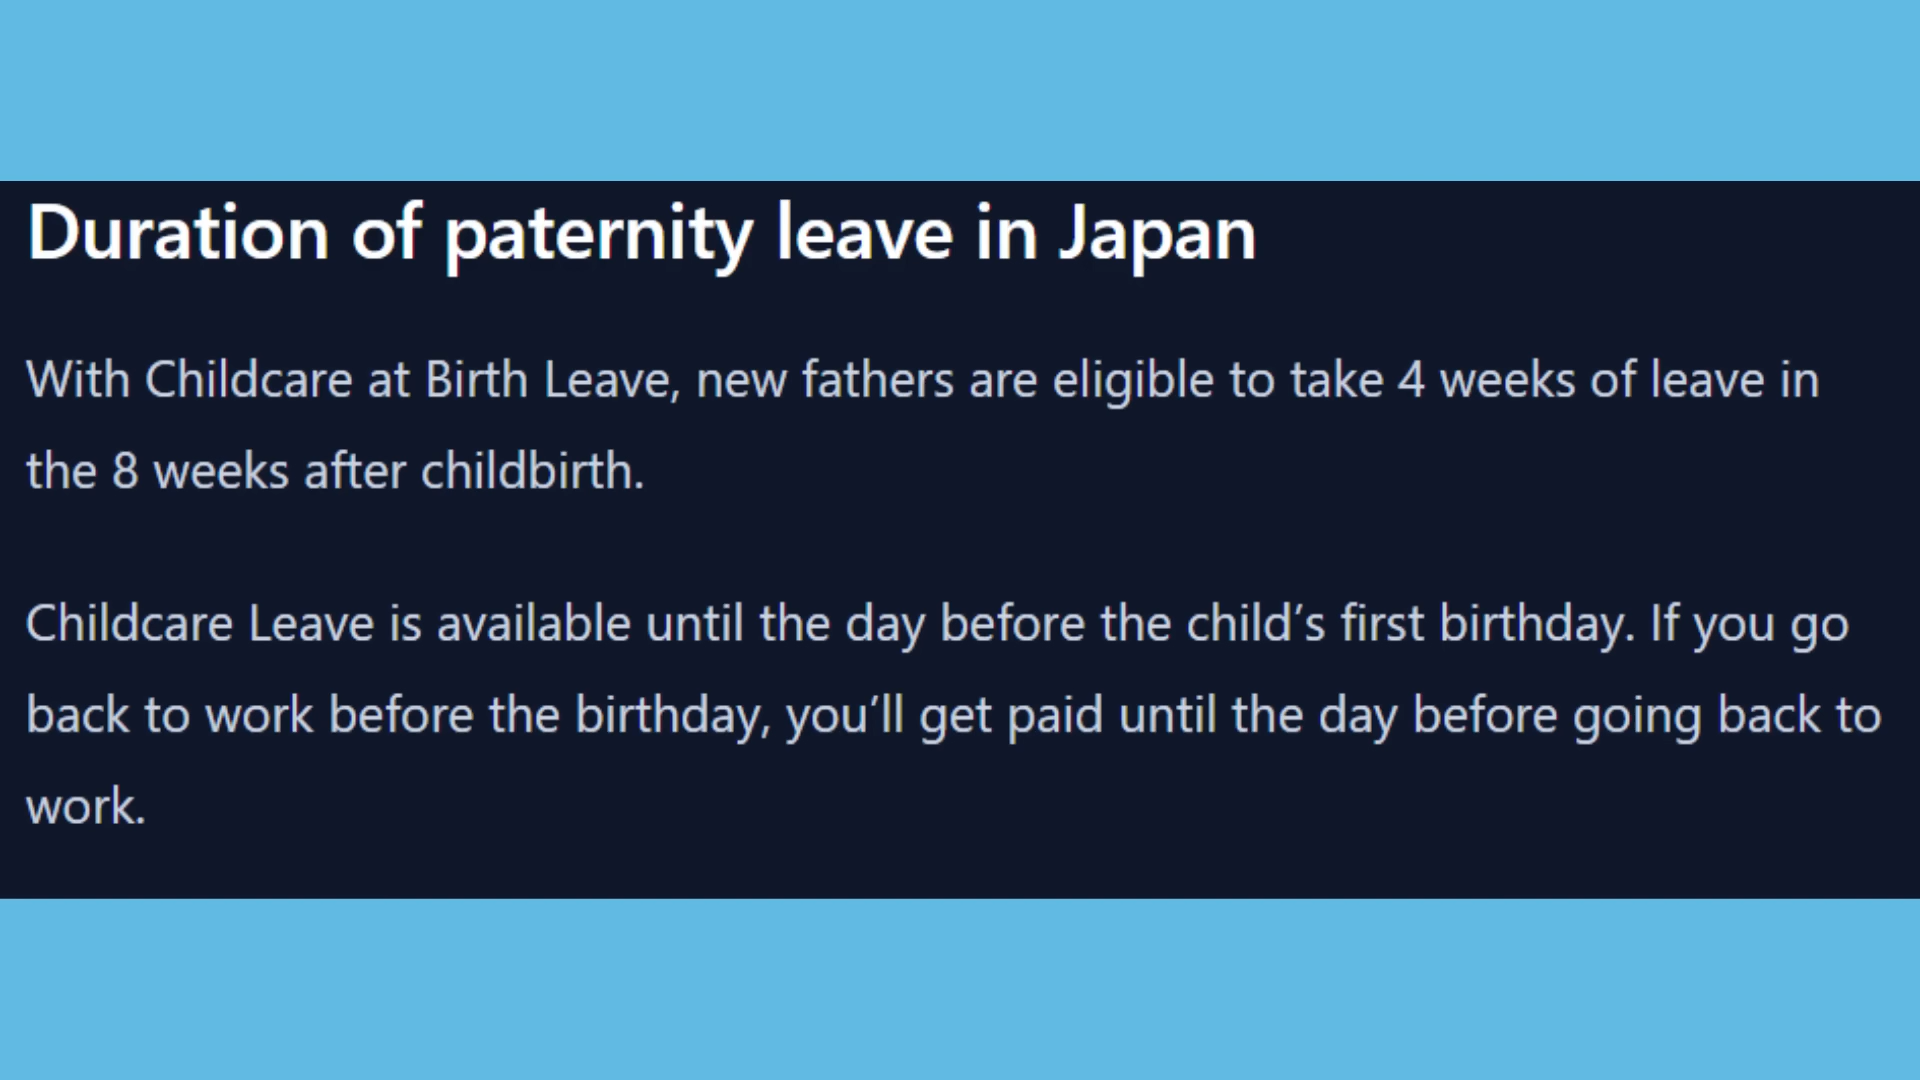 Duration of paternity leave in Japan
With Childcare at Birth Leave, new fathers are eligible to take 4 weeks of leave in
the 8 weeks after childbirth.
Childcare Leave is available until the day before the child’s first birthday. If you go
back to work before the birthday, you’ll get paid until the day before going back to
work.